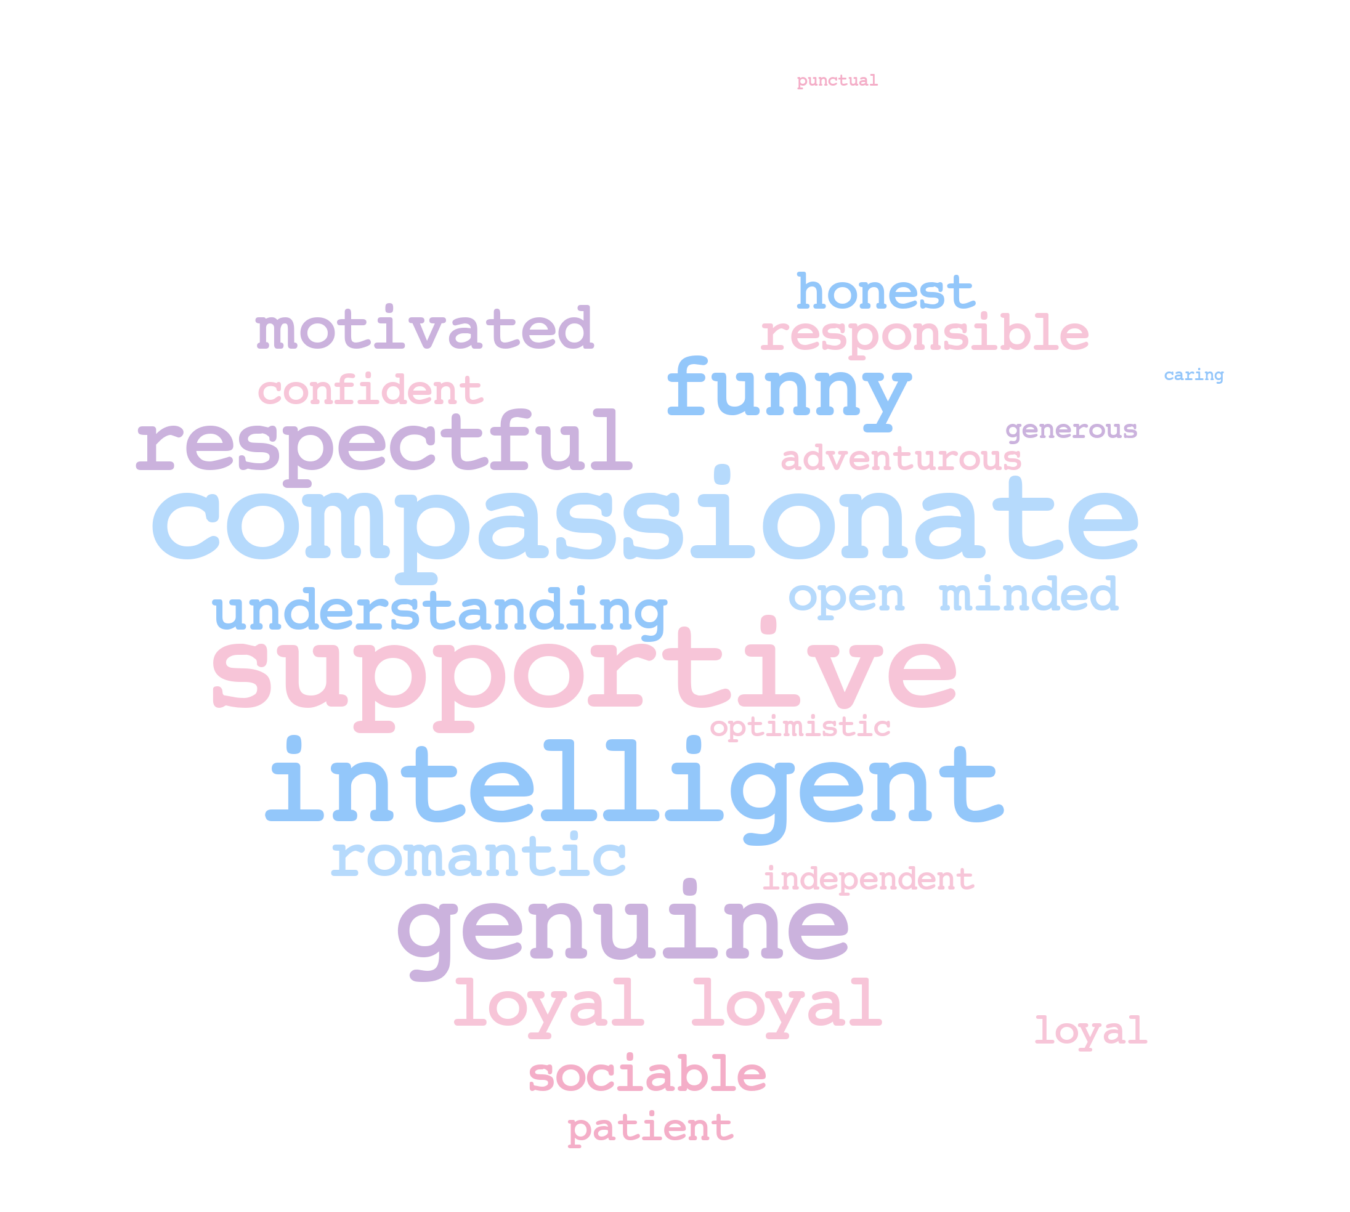 punctual
honest
motivated
responsible
funny
caring
confident
respectful
generous
adventurous
compassionate
understanding
open minded
supportive
optimistic
intelligent
romantic
independent
genuine
loyal loyal
loyal
sociable
patient